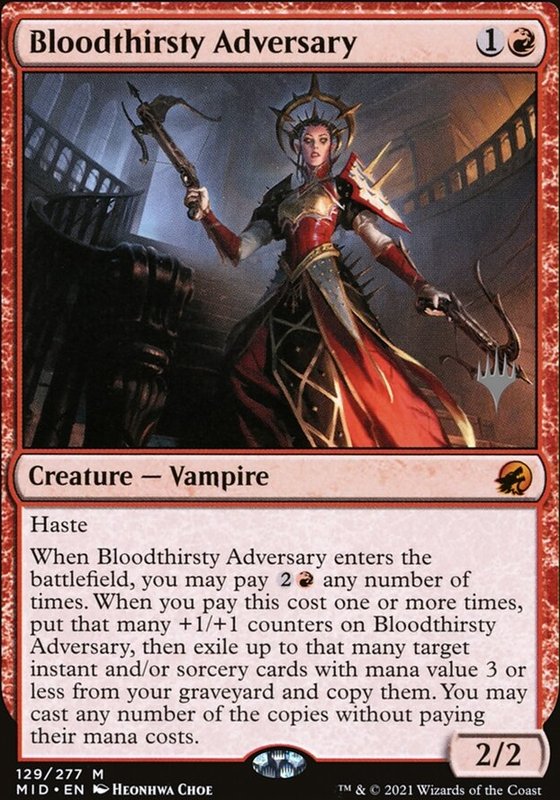 Bloodthirsty Adversary 1
Creature — Vampire
Haste
When Bloodthirsty Adversary enters the
battlefield, you may pay 2 any number of
times. When you pay this cost one or more times,
put that many +1/+1 counters on Bloodthirsty
Adversary, then exile up to that many target
instant and/or sorcery cards with mana value 3 or
less from your graveyard and copy them. You may
cast any number of the copies without paying
their mana costs.
2/2
129/277 M
MID • EN HEONHWA CHOE ™ & © 2021 Wizards of the Coast